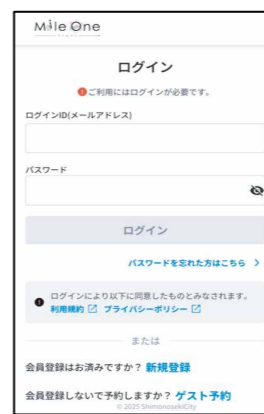 Mile One
ログイン
ご利用にはログインが必要です。
ログインID(メールアドレス)
パスワード
ログイン
パスワードを忘れた方はこちら
ログインにより以下に同意したものとみなされます。
利用規約 プライバシーポリシー
または
会員登録はお済みですか？ 新規登録
会員登録しないで予約しますか？ ゲスト予約
© 2025 ShimonosekiCity